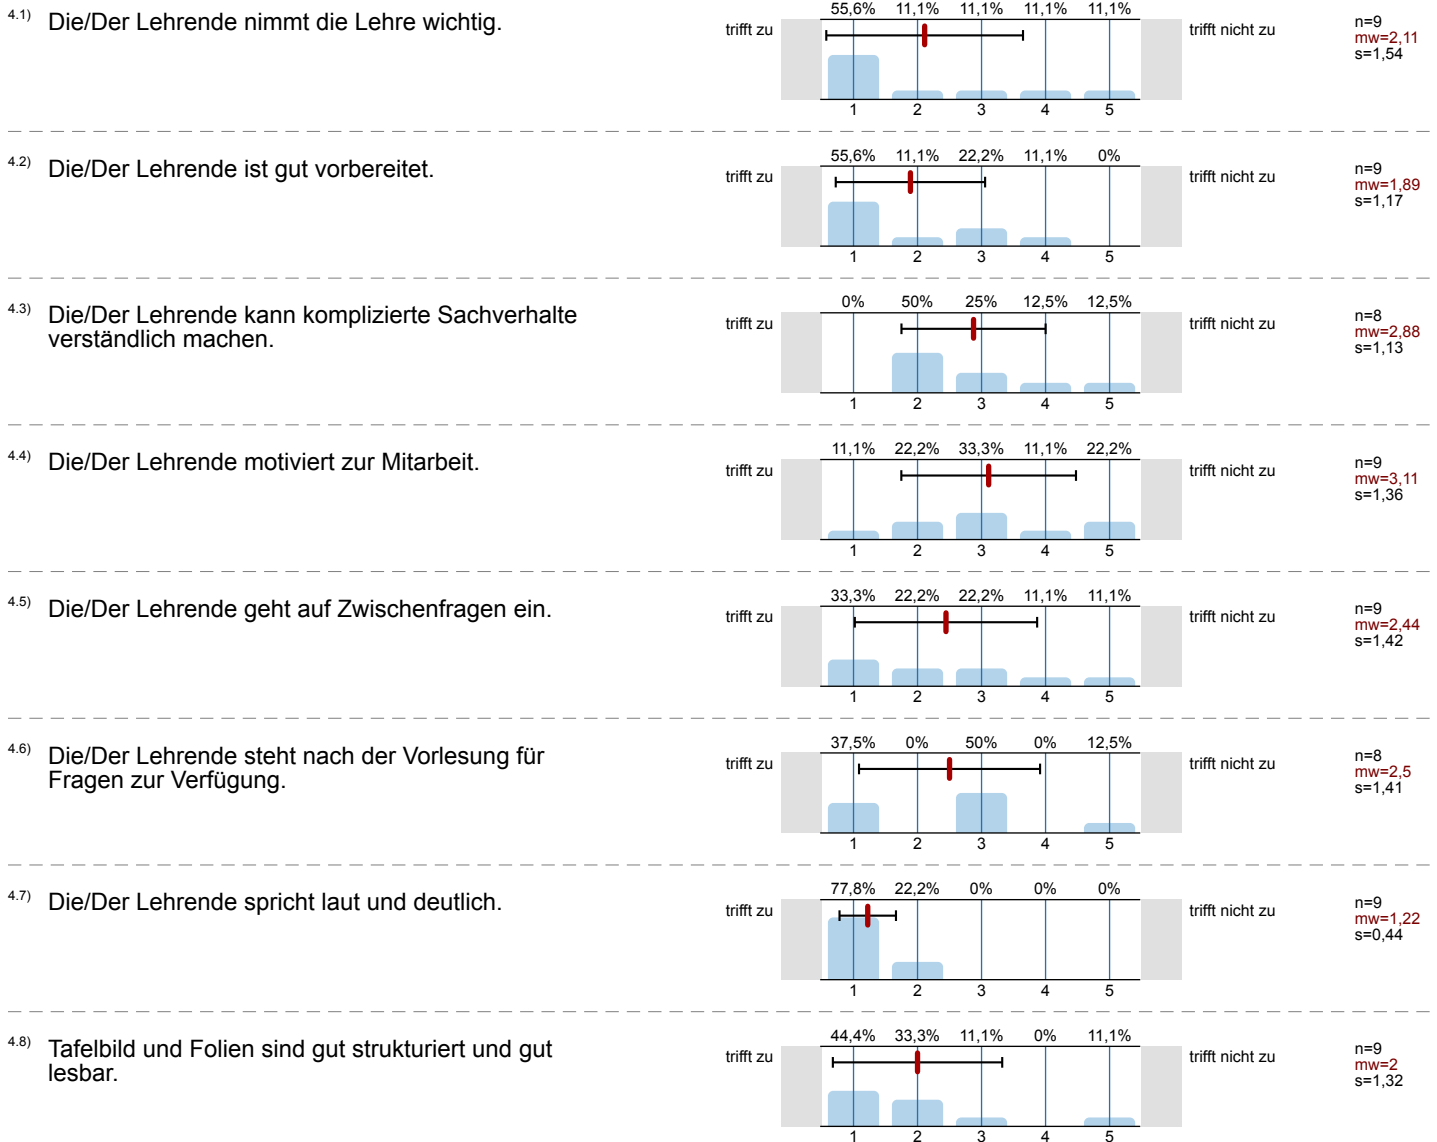 4.1) Die/Der Lehrende nimmt die Lehre wichtig.
55,6% 11,1% 11,1% 11,1% 11,1%
trifft zu
trifft nicht zu
n=9
mw=2,11
s=1,54
1 2 3 4 5
4.2) Die/Der Lehrende ist gut vorbereitet.
55,6% 11,1% 22,2% 11,1% 0%
trifft zu
trifft nicht zu
n=9
mw=1,89
s=1,17
1 2 3 4 5
4.3) Die/Der Lehrende kann komplizierte Sachverhalte
verständlich machen.
0% 50% 25% 12,5% 12,5%
trifft zu
trifft nicht zu
n=8
mw=2,88
s=1,13
1 2 3 4 5
4.4) Die/Der Lehrende motiviert zur Mitarbeit.
11,1% 22,2% 33,3% 11,1% 22,2%
trifft zu
trifft nicht zu
n=9
mw=3,11
s=1,36
1 2 3 4 5
4.5) Die/Der Lehrende geht auf Zwischenfragen ein.
33,3% 22,2% 22,2% 11,1% 11,1%
trifft zu
trifft nicht zu
n=9
mw=2,44
s=1,42
1 2 3 4 5
4.6) Die/Der Lehrende steht nach der Vorlesung für
Fragen zur Verfügung.
37,5% 0% 50% 0% 12,5%
trifft zu
trifft nicht zu
n=8
mw=2,5
s=1,41
1 2 3 4 5
4.7) Die/Der Lehrende spricht laut und deutlich.
77,8% 22,2% 0% 0% 0%
trifft zu
trifft nicht zu
n=9
mw=1,22
s=0,44
1 2 3 4 5
4.8) Tafelbild und Folien sind gut strukturiert und gut
lesbar.
44,4% 33,3% 11,1% 0% 11,1%
trifft zu
trifft nicht zu
n=9
mw=2
s=1,32
1 2 3 4 5